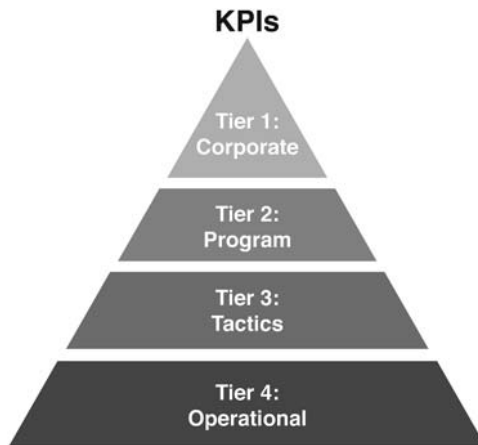 KPIs
Tier 1:
Corporate
Tier 2:
Program
Tier 3:
Tactics
Tier 4:
Operational